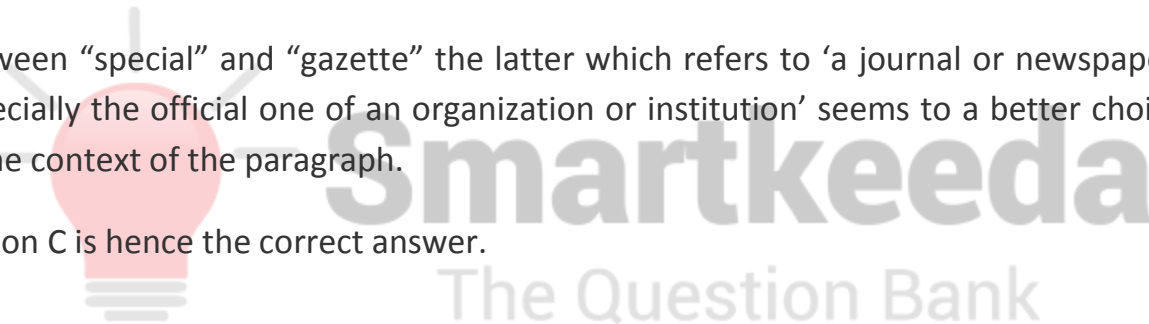 ween “special” and “gazette” the latter which refers to ‘a journal or newspape
ecially the official one of an organization or institution’ seems to a better choi
ne context of the paragraph.
on C is hence the correct answer.
Smartkeeda
The Question Bank